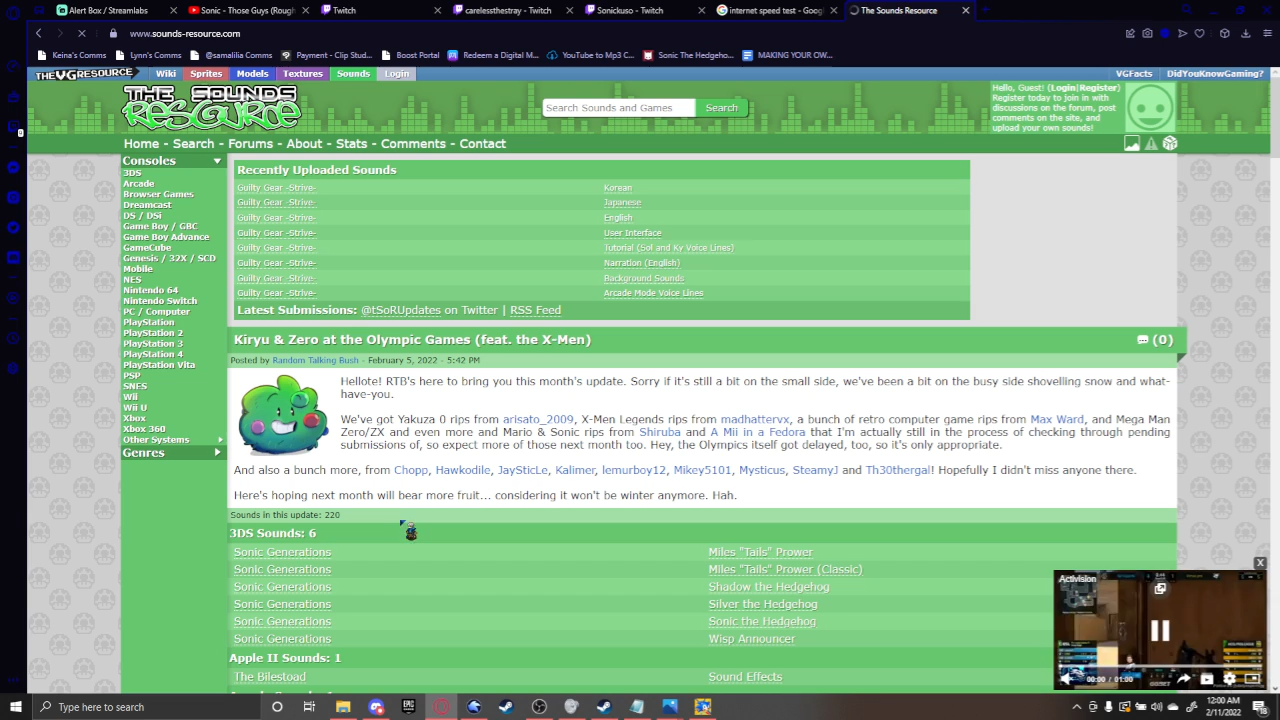 Alert Box / Streamlabs
Sonic - Those Guys (Rough
Twitch
carelessthestray - Twitch
Sonickuso - Twitch
internet speed test - Goog
The Sounds Resource
www.sounds-resource.com
Keina's Comms
Lynn's Commms
@samalilia Comms
Payment - Clip Stud...
Boost Portal
Redeem a Digital M...
YouTube to Mp3 C...
Sonic The Hedgeho...
MAKING YOUR OW...
THE VG RESOURCE
Wiki
Sprites
Models
Textures
Sounds
Login
VGFacts
DidYouKnowGaming?
THE SOUNDS
RESOURCE
Search Sounds and Games
Search
Hello, Guest! (Login|Register)
Register today to join in with
discussions on the forum, post
comments on the site, and
upload your own sounds!
Home - Search - Forums - About - Stats - Comments - Contact
Consoles
3DS
Arcade
Browser Games
Dreamcast
DS / DSi
Game Boy / GBC
Game Boy Advance
GameCube
Genesis / 32X / SCD
Mobile
NES
Nintendo 64
Nintendo Switch
PC / Computer
PlayStation
PlayStation 2
PlayStation 3
PlayStation 4
PlayStation Vita
PSP
SNES
Wii
Wii U
Xbox
Xbox 360
Other Systems
Genres
Recently Uploaded Sounds
Guilty Gear -Strive- Korean
Guilty Gear -Strive- Japanese
Guilty Gear -Strive- English
Guilty Gear -Strive- User Interface
Guilty Gear -Strive- Tutorial (Sol and Ky Voice Lines)
Guilty Gear -Strive- Narration (English)
Guilty Gear -Strive- Background Sounds
Guilty Gear -Strive- Arcade Mode Voice Lines
Latest Submissions: @tSoRUpdates on Twitter | RSS Feed
Kiryu & Zero at the Olympic Games (feat. the X-Men)
(0)
Posted by Random Talking Bush - February 5, 2022 - 5:42 PM
Hellote! RTB's here to bring you this month's update. Sorry if it's still a bit on the small side, we've been a bit on the busy side shovelling snow and what-
have-you.
We've got Yakuza 0 rips from arisato_2009, X-Men Legends rips from madhattervx, a bunch of retro computer game rips from Max Ward, and Mega Man
Zero/ZX and even more and Mario & Sonic rips from Shiruba and A Mii in a Fedora that I'm actually still in the process of checking through pending
submissions of, so expect more of those next month too. Hey, the Olympics itself got delayed, too, so it's only appropriate.
And also a bunch more, from Chopp, Hawkodile, JaySticLe, Kalimer, lemurboy12, Mikey5101, Mysticus, SteamyJ and Th30thergal! Hopefully I didn't miss anyone there.
Here's hoping next month will bear more fruit... considering it won't be winter anymore. Hah.
Sounds in this update: 220
3DS Sounds: 6
Sonic Generations Miles "Tails" Prower
Sonic Generations Miles "Tails" Prower (Classic)
Sonic Generations Shadow the Hedgehog
Sonic Generations Silver the Hedgehog
Sonic Generations Sonic the Hedgehog
Sonic Generations Wisp Announcer
Apple II Sounds: 1
The Bilestoad Sound Effects
Activision
00:00 / 01:00
Type here to search
12:00 AM
2/11/2022
18